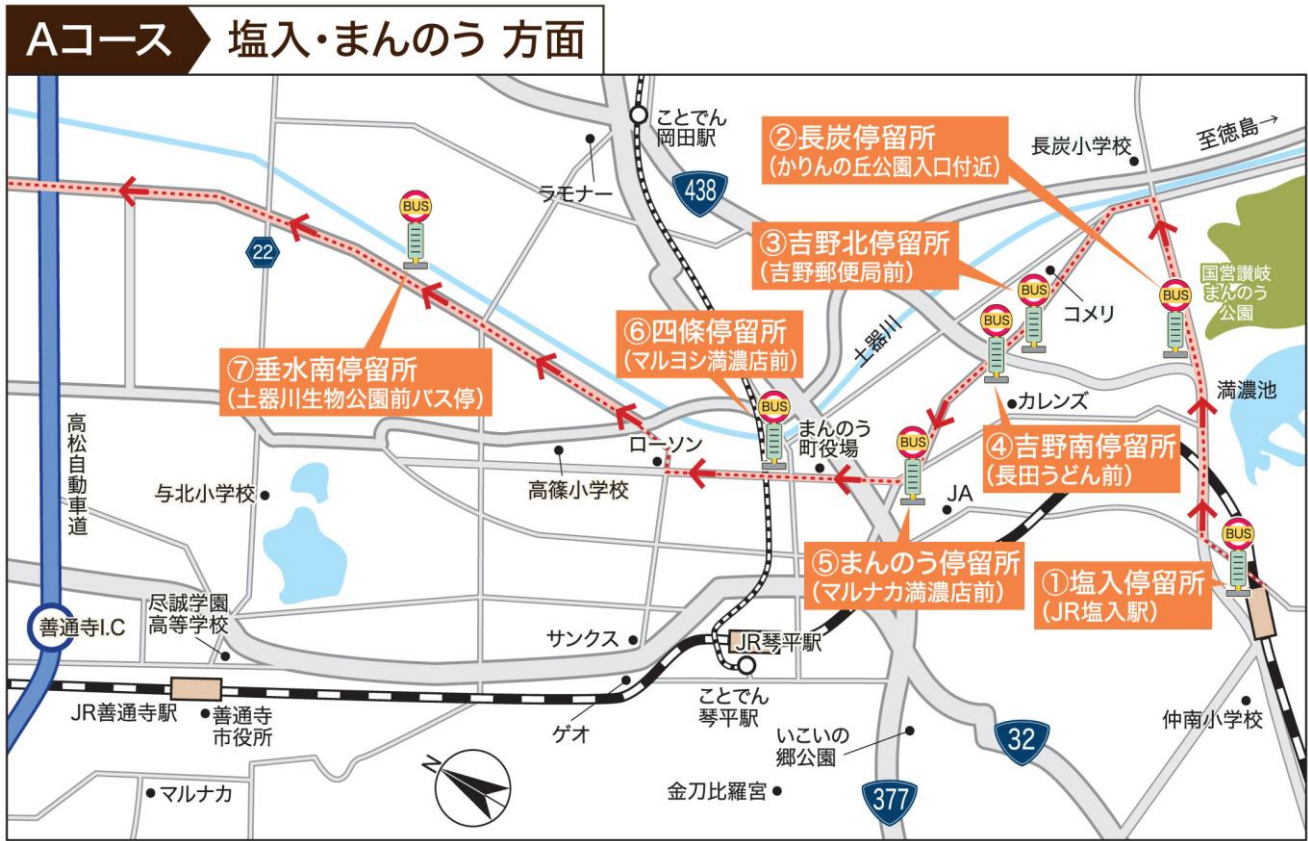 Aコース
塩入・まんのう 方面
ことでん
岡田駅
②長炭停留所
(かりんの丘公園入口付近)
長炭小学校
至徳島→
BUS
ラモナー
438
22
③吉野北停留所
(吉野郵便局前)
BUS
コメリ
BUS
国営讃岐
まんのう
公園
BUS
⑥四條停留所
(マルヨシ満濃店前)
土器川
⑦垂水南停留所
(土器川生物公園前バス停)
満濃池
カレンズ
BUS
まんのう
町役場
BUS
④吉野南停留所
(長田うどん前)
高松自動車道
ローソン
与北小学校
高篠小学校
JA
BUS
⑤まんのう停留所
(マルナカ満濃店前)
①塩入停留所
(JR塩入駅)
尽誠学園
高等学校
善通寺I.C
サンクス
JR琴平駅
JR善通寺駅
善通寺
市役所
ゲオ
ことでん
琴平駅
いこいの
郷公園
32
仲南小学校
N
マルナカ
金刀比羅宮
377